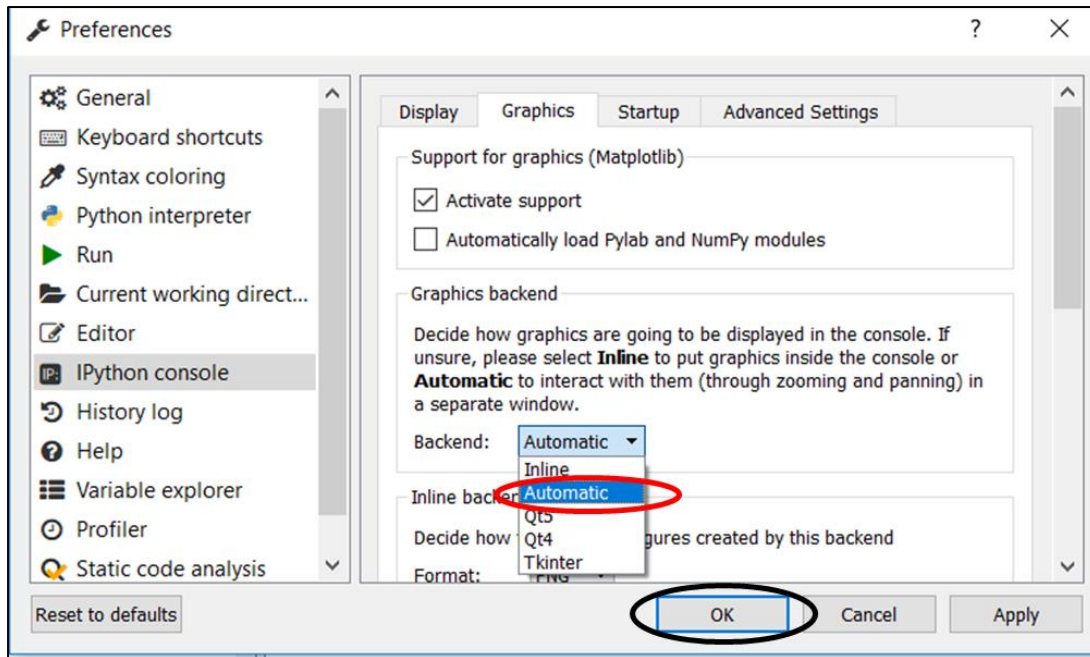 Preferences
?
General
Keyboard shortcuts
Syntax coloring
Python interpreter
Run
Current working direct...
Editor
IP: IPython console
History log
Help
Variable explorer
Profiler
Static code analysis
Display Graphics Startup Advanced Settings
Support for graphics (Matplotlib)
Activate support
Automatically load Pylab and NumPy modules
Graphics backend
Decide how graphics are going to be displayed in the console. If
unsure, please select Inline to put graphics inside the console or
Automatic to interact with them (through zooming and panning) in
a separate window.
Backend: Automatic
Inline
Automatic
Qt5
Qt4
Tkinter
Inline backen
Decide how gures created by this backend
Format: PNG
Reset to defaults
OK Cancel Apply